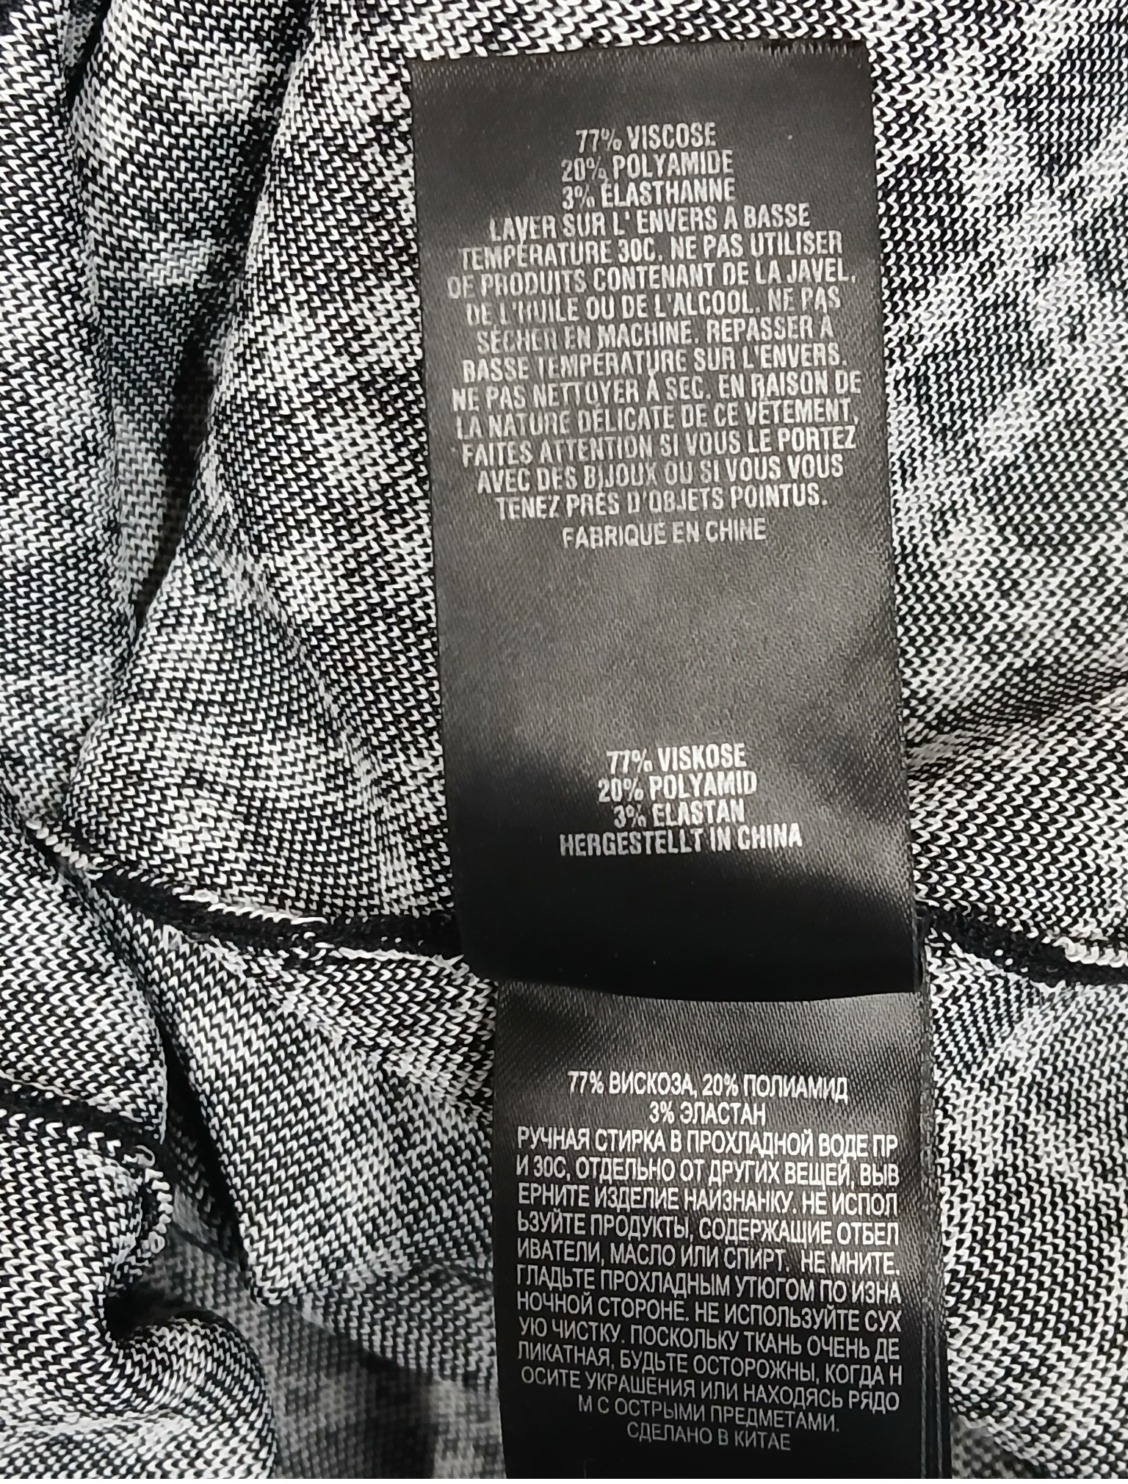 77% VISCOSE
20% POLYAMIDE
3% ÉLASTHANNE
LAVER SUR L' ENVERS A BASSE
TEMPÉRATURE 30C. NE PAS UTILISER
DE PRODUITS CONTENANT DE LA JAVEL,
DE L'HUILE OU DE L'ALCOOL. NE PAS
SÉCHER EN MACHINE. REPASSER À
BASSE TEMPÉRATURE SUR L'ENVERS.
NE PAS NETTOYER À SEC. EN RAISON DE
LA NATURE DÉLICATE DE CE VÊTEMENT,
FAITES ATTENTION SI VOUS LE PORTEZ
AVEC DES BIJOUX OU SI VOUS VOUS
TENEZ PRÈS D'OBJETS POINTUS.
FABRIQUÉ EN CHINE
77% VISKOSE
20% POLYAMID
3% ELASTAN
HERGESTELLT IN CHINA
77% ВИСКОЗА, 20% ПОЛИАМИД
3% ЭЛАСТАН
РУЧНАЯ СТИРКА В ПРОХЛАДНОЙ ВОДЕ ПР
И 30С, ОТДЕЛЬНО ОТ ДРУГИХ ВЕЩЕЙ, ВЫВ
ЕРНИТЕ ИЗДЕЛИЕ НАИЗНАНКУ. НЕ ИСПОЛ
ЬЗУЙТЕ ПРОДУКТЫ, СОДЕРЖАЩИЕ ОТБЕЛ
ИВАТЕЛИ, МАСЛО ИЛИ СПИРТ. НЕ МНИТЕ.
ГЛАДЬТЕ ПРОХЛАДНЫМ УТЮГОМ ПО ИЗНА
НОЧНОЙ СТОРОНЕ. НЕ ИСПОЛЬЗУЙТЕ СУХ
УЮ ЧИСТКУ. ПОСКОЛЬКУ ТКАНЬ ОЧЕНЬ ДЕ
ЛИКАТНАЯ, БУДЬТЕ ОСТОРОЖНЫ, КОГДА Н
ОСИТЕ УКРАШЕНИЯ ИЛИ НАХОДЯСЬ РЯДО
М С ОСТРЫМИ ПРЕДМЕТАМИ.
СДЕЛАНО В КИТАЕ